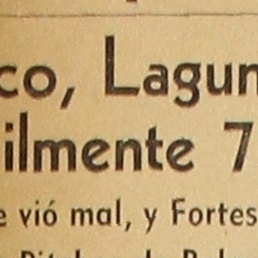 co, Lagun
ilmente 7
e vió mal, y Fortes